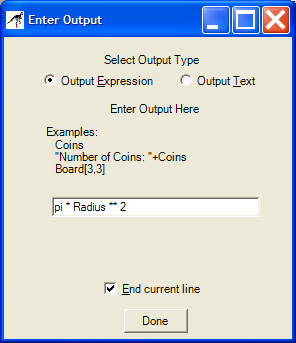 Enter Output
Select Output Type
Output Expression Output Text
Enter Output Here
Examples:
Coins
"Number of Coins: "+Coins
Board[3,3]
pi * Radius ** 2
End current line
Done